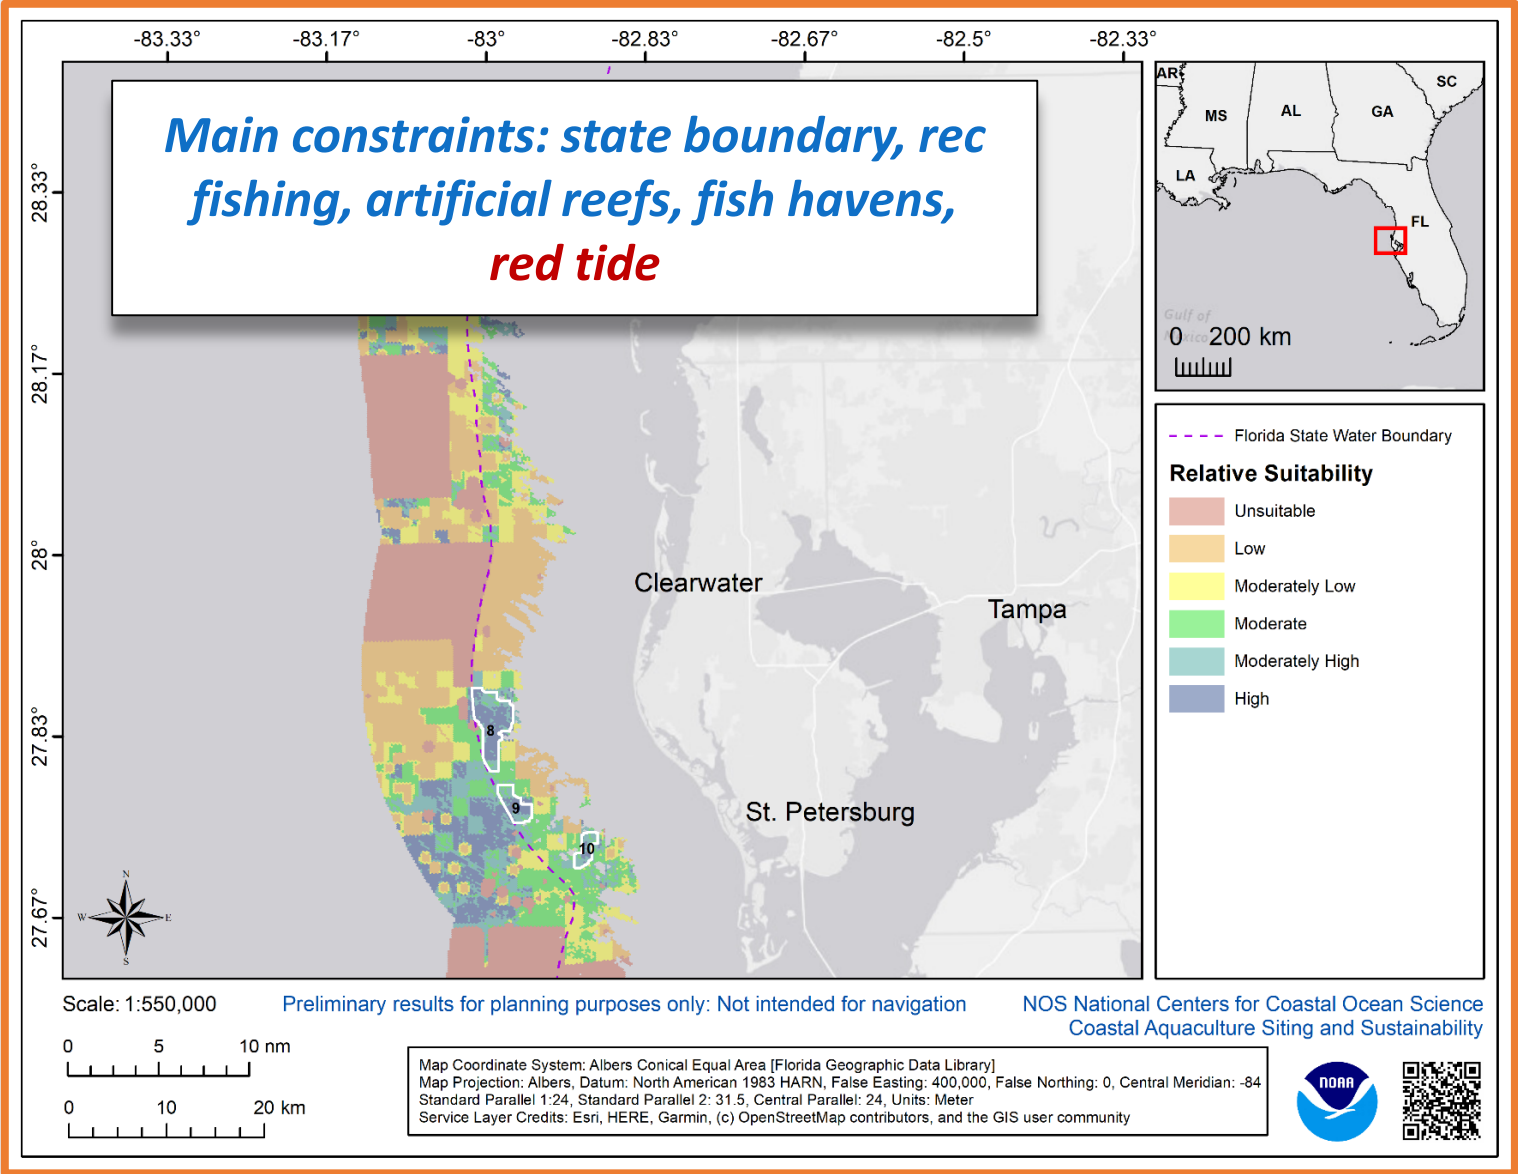 -83.33°
-83.17°
-83°
-82.83°
-82.67°
-82.5°
-82.33°
Main constraints: state boundary, rec
fishing, artificial reefs, fish havens,
red tide
28.33°
28.17°
28°
27.83°
27.67°
Clearwater
Tampa
St. Petersburg
8
9
10
N
W
E
S
AR
MS
AL
GA
SC
LA
FL
Gulf of
Mexico
0 200 km
Florida State Water Boundary
Relative Suitability
Unsuitable
Low
Moderately Low
Moderate
Moderately High
High
Scale: 1:550,000
Preliminary results for planning purposes only: Not intended for navigation
NOS National Centers for Coastal Ocean Science
Coastal Aquaculture Siting and Sustainability
0 5 10 nm
0 10 20 km
Map Coordinate System: Albers Conical Equal Area [Florida Geographic Data Library]
Map Projection: Albers, Datum: North American 1983 HARN, False Easting: 400,000, False Northing: 0, Central Meridian: -84
Standard Parallel 1:24, Standard Parallel 2: 31.5, Central Parallel: 24, Units: Meter
Service Layer Credits: Esri, HERE, Garmin, (c) OpenStreetMap contributors, and the GIS user community
NOAA